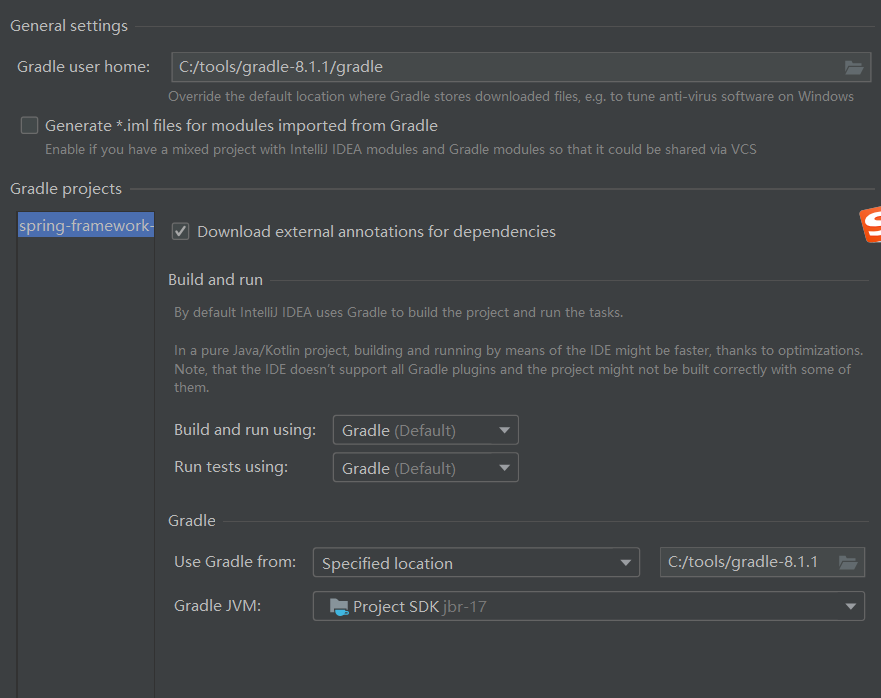 General settings
Gradle user home: C:/tools/gradle-8.1.1/gradle
Override the default location where Gradle stores downloaded files, e.g. to tune anti-virus software on Windows
Generate *.iml files for modules imported from Gradle
Enable if you have a mixed project with IntelliJ IDEA modules and Gradle modules so that it could be shared via VCS
Gradle projects
spring-framework-
Download external annotations for dependencies
Build and run
By default IntelliJ IDEA uses Gradle to build the project and run the tasks.
In a pure Java/Kotlin project, building and running by means of the IDE might be faster, thanks to optimizations.
Note, that the IDE doesn't support all Gradle plugins and the project might not be built correctly with some of
them.
Build and run using: Gradle (Default)
Run tests using: Gradle (Default)
Gradle
Use Gradle from: Specified location C:/tools/gradle-8.1.1
Gradle JVM: Project SDK jbr-17